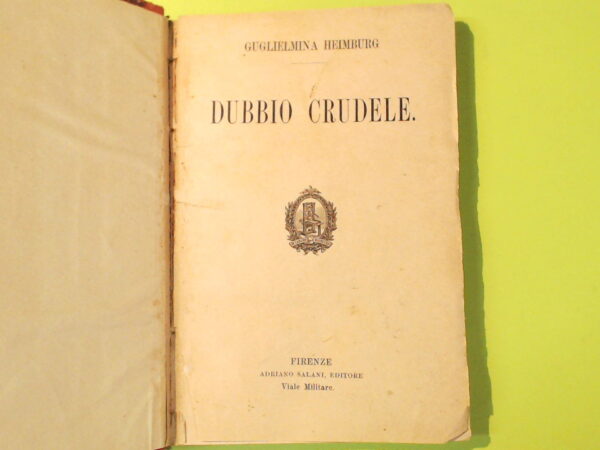 GUGLIELMINA HEIMBURG
DUBBIO CRUDELE.
FIRENZE
ADRIANO SALANI, EDITORE
Viale Militare.